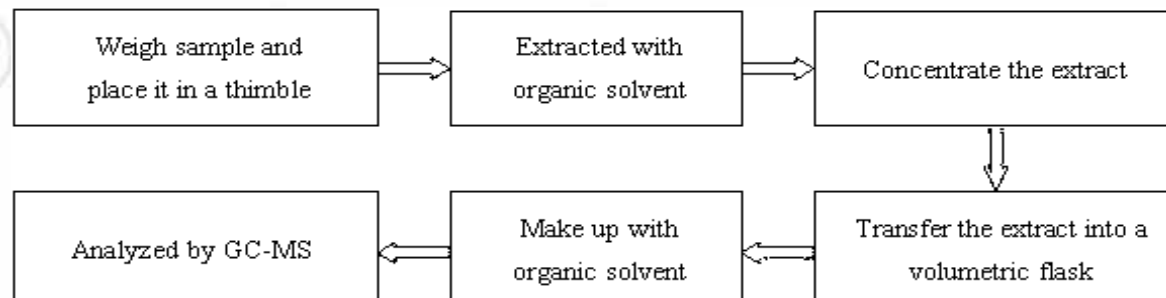 Weigh sample and
place it in a thimble
Extracted with
organic solvent
Concentrate the extract
Transfer the extract into a
volumetric flask
Make up with
organic solvent
Analyzed by GC-MS